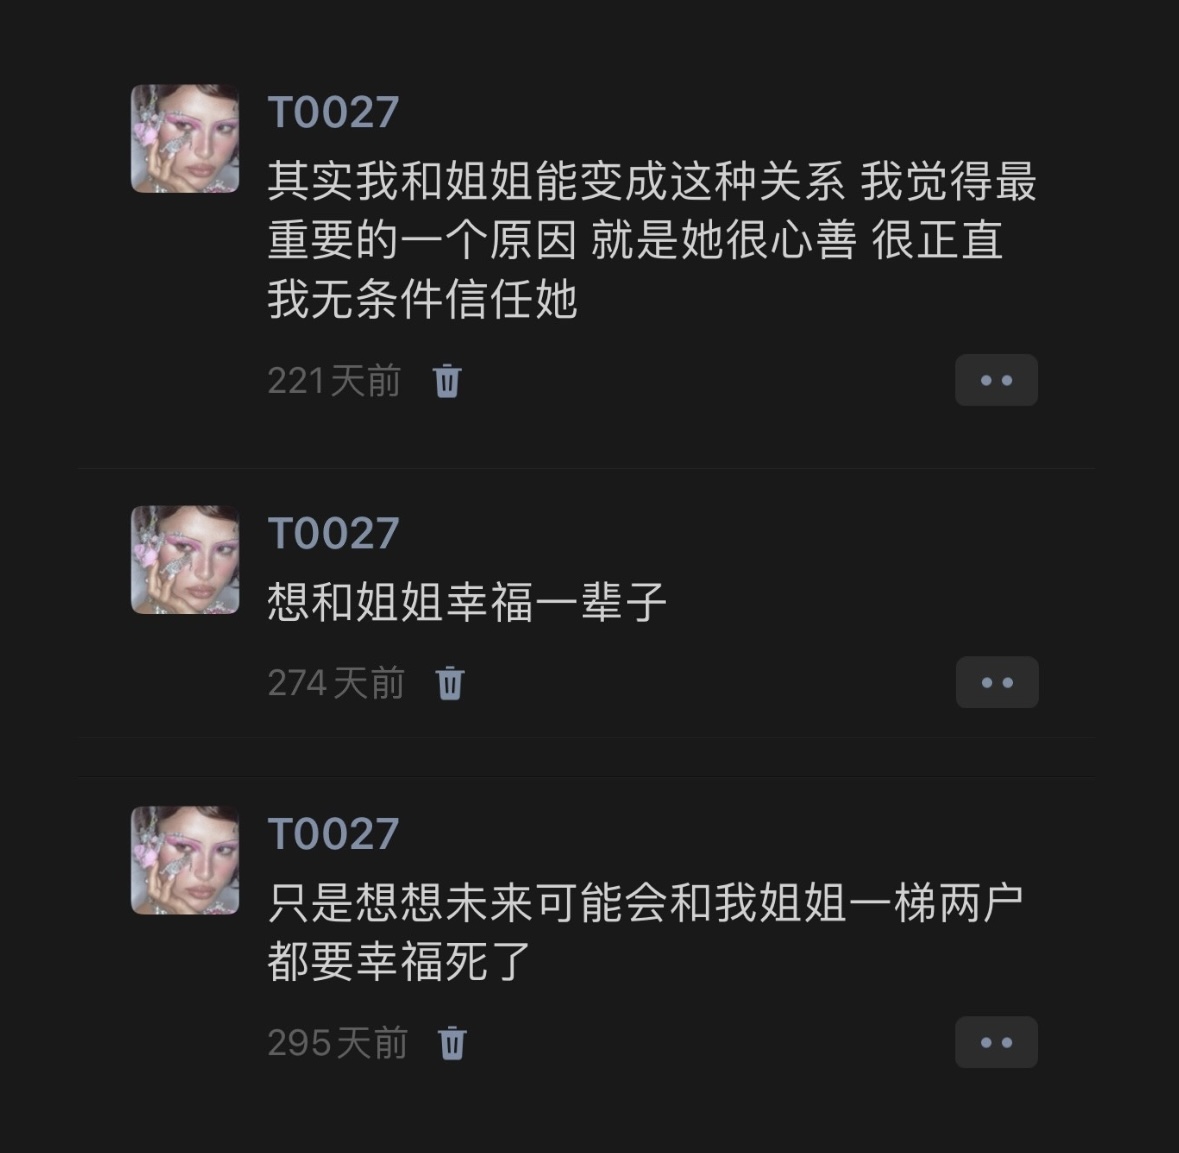 T0027
其实我和姐姐能变成这种关系 我觉得最
重要的一个原因 就是她很心善 很正直
我无条件信任她
221天前
T0027
想和姐姐幸福一辈子
274天前
T0027
只是想想未来可能会和我姐姐一梯两户
都要幸福死了
295天前